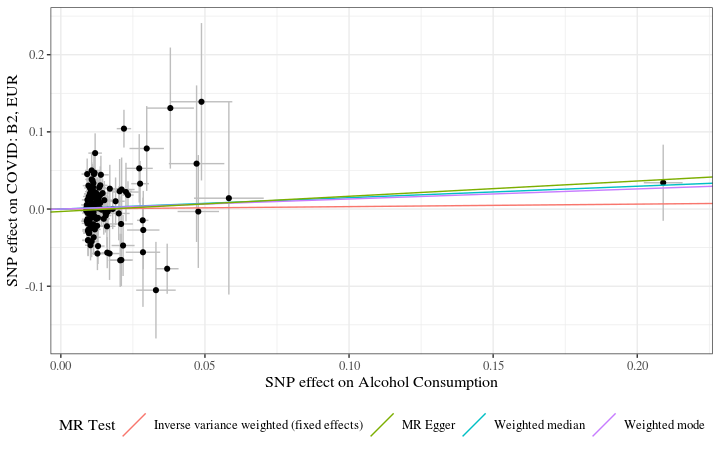 SNP effect on COVID: B2, EUR
0.2
0.1
0.0
-0.1
0.00 0.05 0.10 0.15 0.20
SNP effect on Alcohol Consumption
MR Test Inverse variance weighted (fixed effects) MR Egger Weighted median Weighted mode